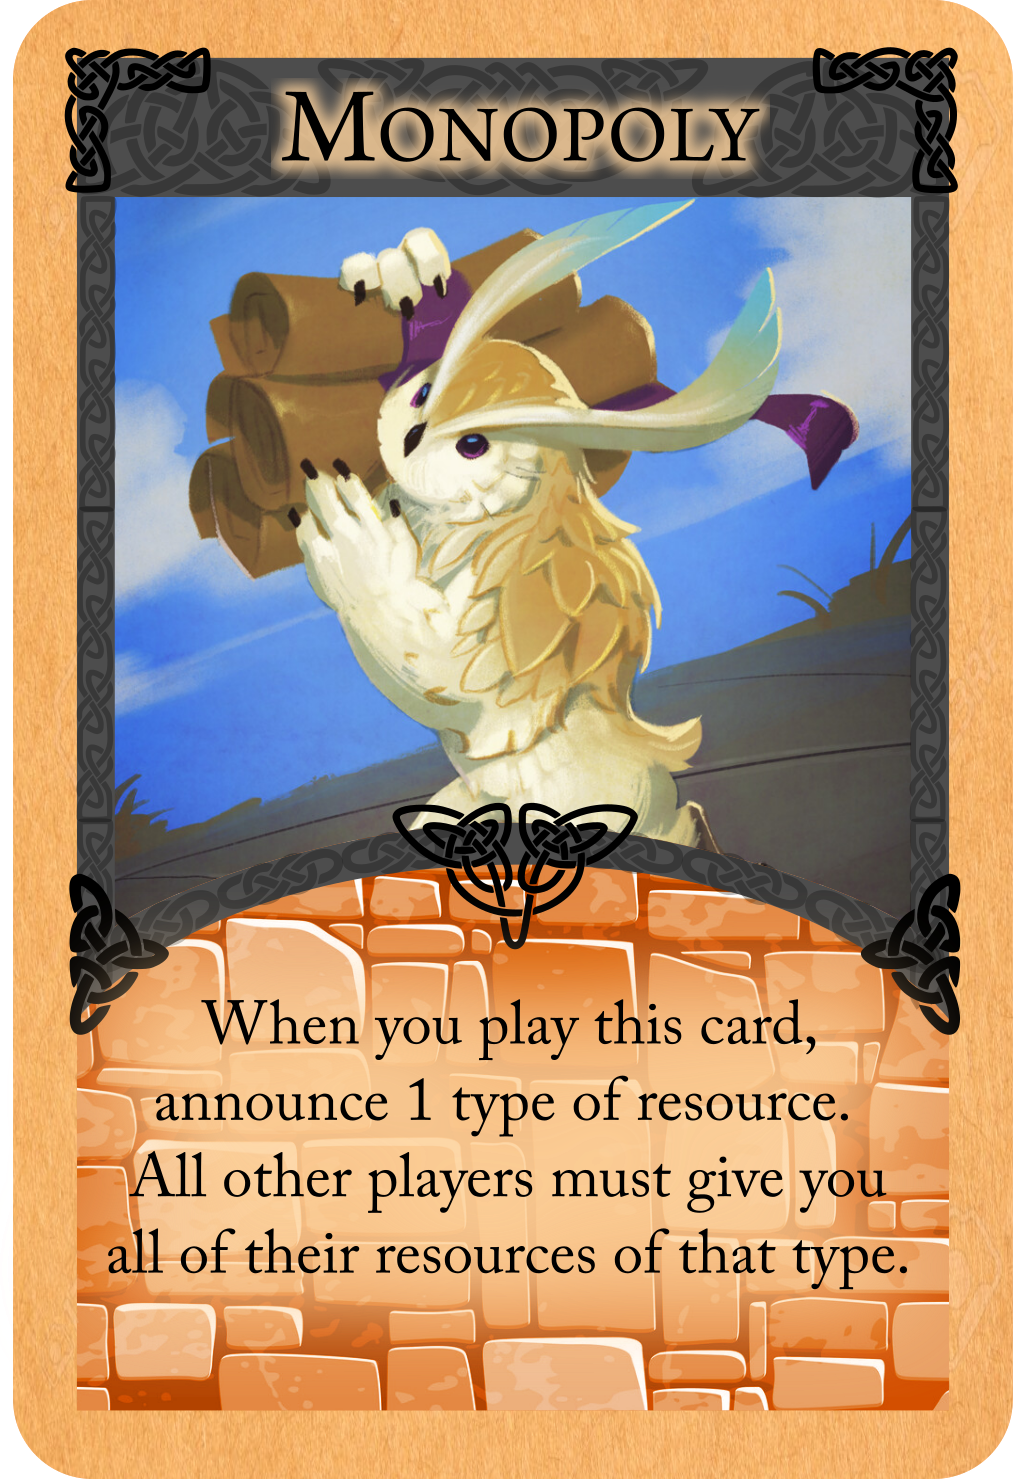 Monopoly
When you play this card,
announce 1 type of resource.
All other players must give you
all of their resources of that type.